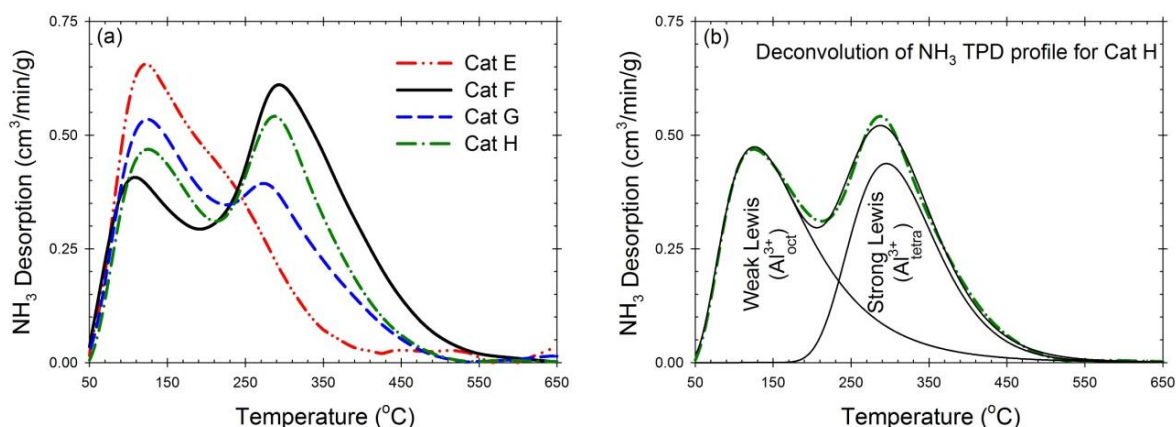 (a)
Cat E
Cat F
Cat G
Cat H
0.75
0.50
0.25
0.00
NH₃ Desorption (cm³/min/g)
50 150 250 350 450 550 650
Temperature (°C)
(b)
Deconvolution of NH₃ TPD profile for Cat H
0.75
0.50
0.25
0.00
NH₃ Desorption (cm³/min/g)
Weak Lewis
(Al³⁺oct)
Strong Lewis
(Al³⁺tetra)
50 150 250 350 450 550 650
Temperature (°C)